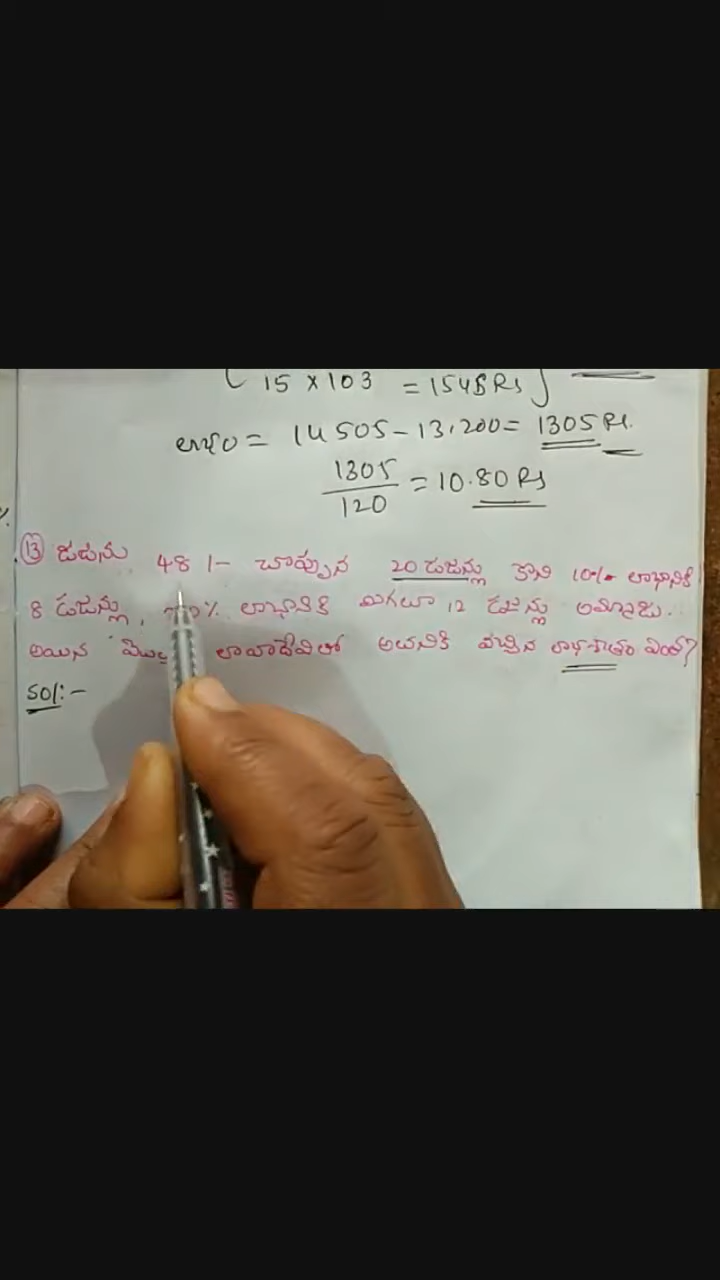 15 × 103 = 1545 Rs
లాభం = 14505 - 13,200 = 1305 Rs.
1305
120
= 10.80 Rs
13 డజను 48 /- చొప్పున 20 డజన్లు కొని 10% లాభానికి
8 డజన్లు, లాభానికి మిగతా 12 డజన్లు అమ్మాడు.
అయిన లావాదేవీలో అతనికి వచ్చిన లాభశాతం ఎంత?
Sol:-